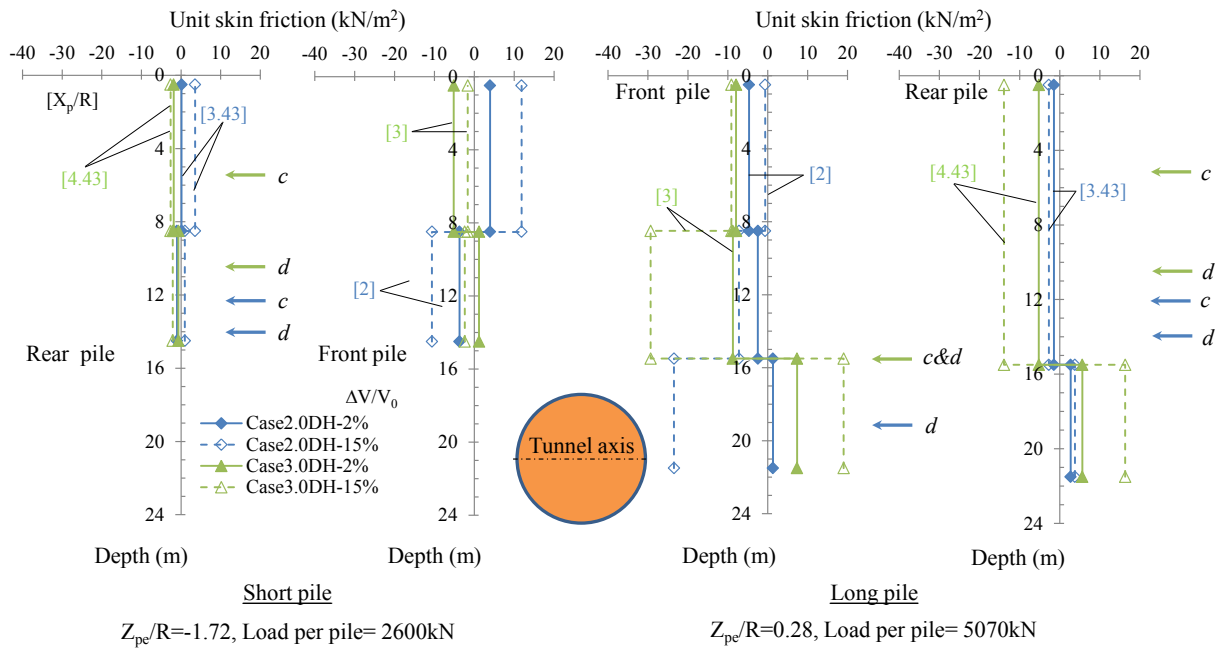 Unit skin friction (kN/m²)
Unit skin friction (kN/m²)
-40 -30 -20 -10 0 10 20
-40 -30 -20 -10 0 10 20
-40 -30 -20 -10 0 10 20
-40 -30 -20 -10 0 10 20
[Xp/R]
[4.43]
[3.43]
c
d
c
d
Rear pile
0
4
8
12
16
20
24
[3]
[2]
Front pile
0
4
8
12
16
20
24
Front pile
[3]
[2]
c&d
d
0
4
8
12
16
20
24
Rear pile
[4.43]
[3.43]
c
d
c
d
0
4
8
12
16
20
24
ΔV/V₀
Case2.0DH-2%
Case2.0DH-15%
Case3.0DH-2%
Case3.0DH-15%
Tunnel axis
Depth (m)
Depth (m)
Depth (m)
Depth (m)
Short pile
Long pile
Zpe/R=-1.72, Load per pile= 2600kN
Zpe/R=0.28, Load per pile= 5070kN